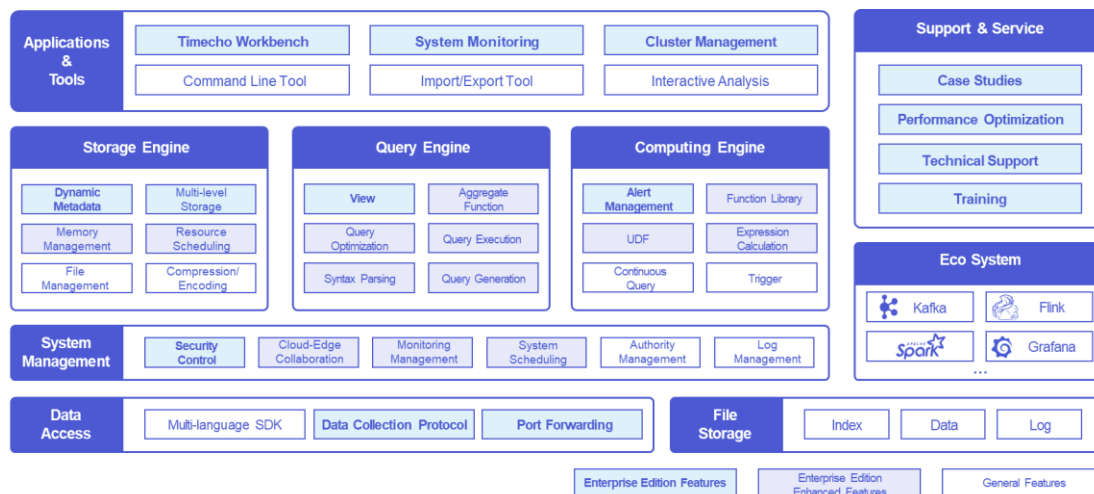 Applications
&
Tools
Timecho Workbench
System Monitoring
Cluster Management
Command Line Tool
Import/Export Tool
Interactive Analysis
Support & Service
Case Studies
Performance Optimization
Technical Support
Training
Storage Engine
Dynamic
Metadata
Multi-level
Storage
Memory
Management
Resource
Scheduling
File
Management
Compression/
Encoding
Query Engine
View
Aggregate
Function
Query
Optimization
Query Execution
Syntax Parsing
Query Generation
Computing Engine
Alert
Management
Function Library
UDF
Expression
Calculation
Continuous
Query
Trigger
Eco System
Kafka
Flink
APACHE
Spark
Grafana
...
System
Management
Security
Control
Cloud-Edge
Collaboration
Monitoring
Management
System
Scheduling
Authority
Management
Log
Management
Data
Access
Multi-language SDK
Data Collection Protocol
Port Forwarding
File
Storage
Index
Data
Log
Enterprise Edition Features
Enterprise Edition
Enhanced Features
General Features